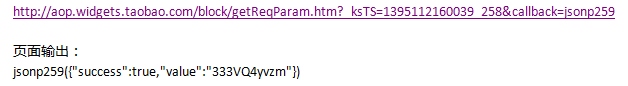 http://aop.widgets.taobao.com/block/getReqParam.htm?_ksTS=1395112160039_258&callback=jsonp259
页面输出：
jsonp259({"success":true,"value":"333VQ4yvzm"})